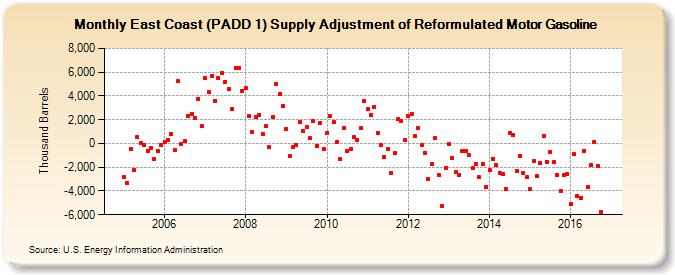 Monthly East Coast (PADD 1) Supply Adjustment of Reformulated Motor Gasoline
Thousand Barrels
8,000
6,000
4,000
2,000
0
-2,000
-4,000
-6,000
2006 2008 2010 2012 2014 2016
Source: U.S. Energy Information Administration